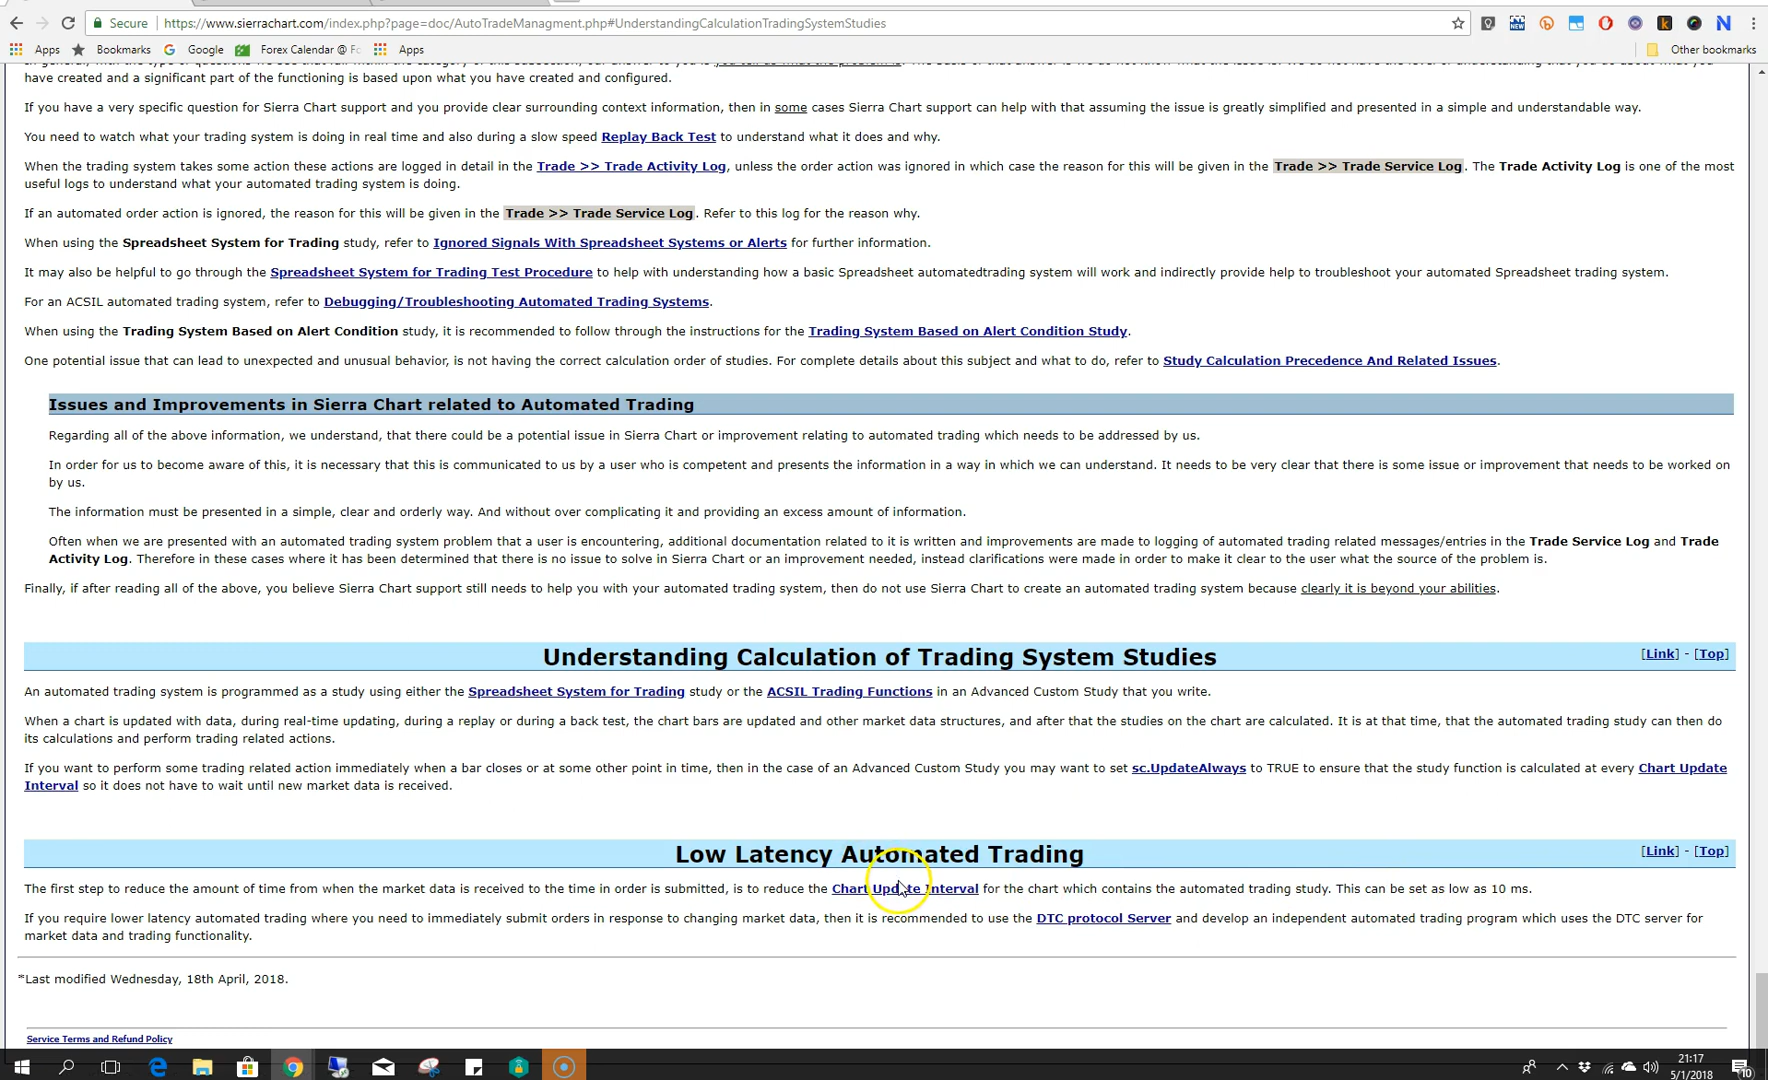 Secure https://www.sierrachart.com/index.php?page=doc/AutoTradeManagment.php#UnderstandingCalculationTradingSystemStudies
Apps Bookmarks Google Forex Calendar @ Fo Apps Other bookmarks
have created and a significant part of the functioning is based upon what you have created and configured.
If you have a very specific question for Sierra Chart support and you provide clear surrounding context information, then in some cases Sierra Chart support can help with that assuming the issue is greatly simplified and presented in a simple and understandable way.
You need to watch what your trading system is doing in real time and also during a slow speed Replay Back Test to understand what it does and why.
When the trading system takes some action these actions are logged in detail in the Trade >> Trade Activity Log, unless the order action was ignored in which case the reason for this will be given in the Trade >> Trade Service Log. The Trade Activity Log is one of the most
useful logs to understand what your automated trading system is doing.
If an automated order action is ignored, the reason for this will be given in the Trade >> Trade Service Log. Refer to this log for the reason why.
When using the Spreadsheet System for Trading study, refer to Ignored Signals With Spreadsheet Systems or Alerts for further information.
It may also be helpful to go through the Spreadsheet System for Trading Test Procedure to help with understanding how a basic Spreadsheet automatedtrading system will work and indirectly provide help to troubleshoot your automated Spreadsheet trading system.
For an ACSIL automated trading system, refer to Debugging/Troubleshooting Automated Trading Systems.
When using the Trading System Based on Alert Condition study, it is recommended to follow through the instructions for the Trading System Based on Alert Condition Study.
One potential issue that can lead to unexpected and unusual behavior, is not having the correct calculation order of studies. For complete details about this subject and what to do, refer to Study Calculation Precedence And Related Issues.
Issues and Improvements in Sierra Chart related to Automated Trading
Regarding all of the above information, we understand, that there could be a potential issue in Sierra Chart or improvement relating to automated trading which needs to be addressed by us.
In order for us to become aware of this, it is necessary that this is communicated to us by a user who is competent and presents the information in a way in which we can understand. It needs to be very clear that there is some issue or improvement that needs to be worked on
by us.
The information must be presented in a simple, clear and orderly way. And without over complicating it and providing an excess amount of information.
Often when we are presented with an automated trading system problem that a user is encountering, additional documentation related to it is written and improvements are made to logging of automated trading related messages/entries in the Trade Service Log and Trade
Activity Log. Therefore in these cases where it has been determined that there is no issue to solve in Sierra Chart or an improvement needed, instead clarifications were made in order to make it clear to the user what the source of the problem is.
Finally, if after reading all of the above, you believe Sierra Chart support still needs to help you with your automated trading system, then do not use Sierra Chart to create an automated trading system because clearly it is beyond your abilities.
Understanding Calculation of Trading System Studies [Link] - [Top]
An automated trading system is programmed as a study using either the Spreadsheet System for Trading study or the ACSIL Trading Functions in an Advanced Custom Study that you write.
When a chart is updated with data, during real-time updating, during a replay or during a back test, the chart bars are updated and other market data structures, and after that the studies on the chart are calculated. It is at that time, that the automated trading study can then do
its calculations and perform trading related actions.
If you want to perform some trading related action immediately when a bar closes or at some other point in time, then in the case of an Advanced Custom Study you may want to set sc.UpdateAlways to TRUE to ensure that the study function is calculated at every Chart Update
Interval so it does not have to wait until new market data is received.
Low Latency Automated Trading [Link] - [Top]
The first step to reduce the amount of time from when the market data is received to the time in order is submitted, is to reduce the Chart Update Interval for the chart which contains the automated trading study. This can be set as low as 10 ms.
If you require lower latency automated trading where you need to immediately submit orders in response to changing market data, then it is recommended to use the DTC protocol Server and develop an independent automated trading program which uses the DTC server for
market data and trading functionality.
*Last modified Wednesday, 18th April, 2018.
Service Terms and Refund Policy
21:17
5/1/2018
10